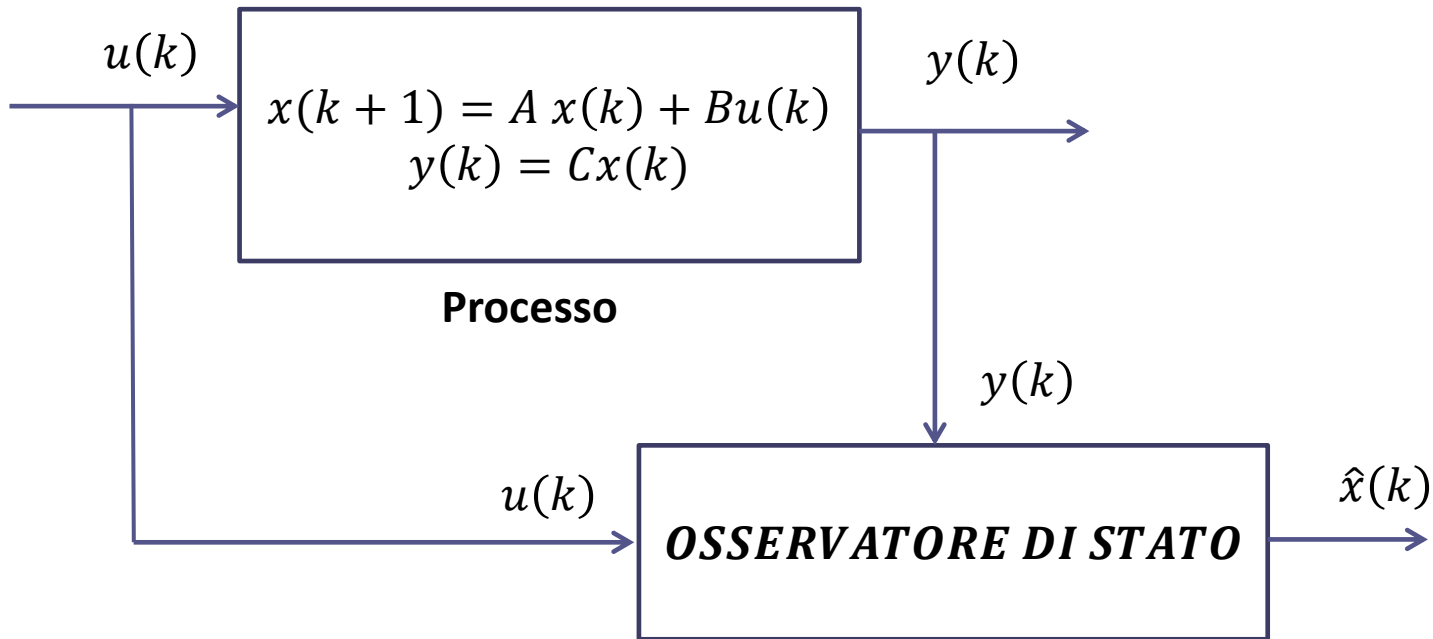 u(k)
y(k)
x(k + 1) = A x(k) + Bu(k)
y(k) = Cx(k)
Processo
y(k)
u(k)
x̂(k)
OSSERVATORE DI STATO